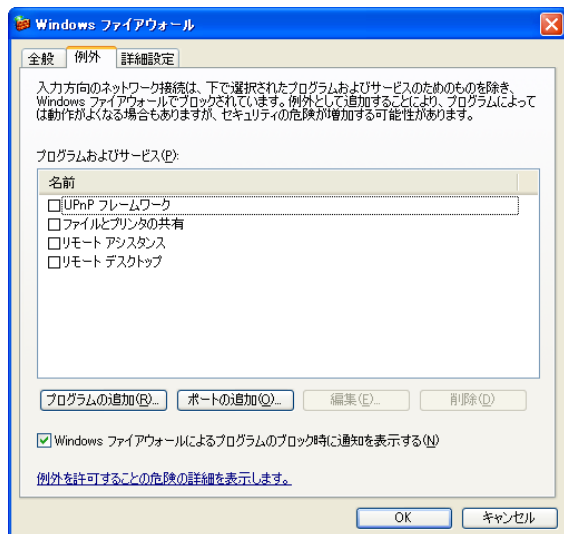 Windows ファイアウォール
全般
例外
詳細設定
入力方向のネットワーク接続は、下で選択されたプログラムおよびサービスのためのものを除き、
Windows ファイアウォールでブロックされています。例外として追加することにより、プログラムによって
は動作がよくなる場合もありますが、セキュリティの危険が増加する可能性があります。
プログラムおよびサービス(P):
名前
UPnP フレームワーク
ファイルとプリンタの共有
リモート アシスタンス
リモート デスクトップ
プログラムの追加(R)...
ポートの追加(O)...
編集(E)...
削除(D)
Windows ファイアウォールによるプログラムのブロック時に通知を表示する(N)
例外を許可することの危険の詳細を表示します。
OK
キャンセル